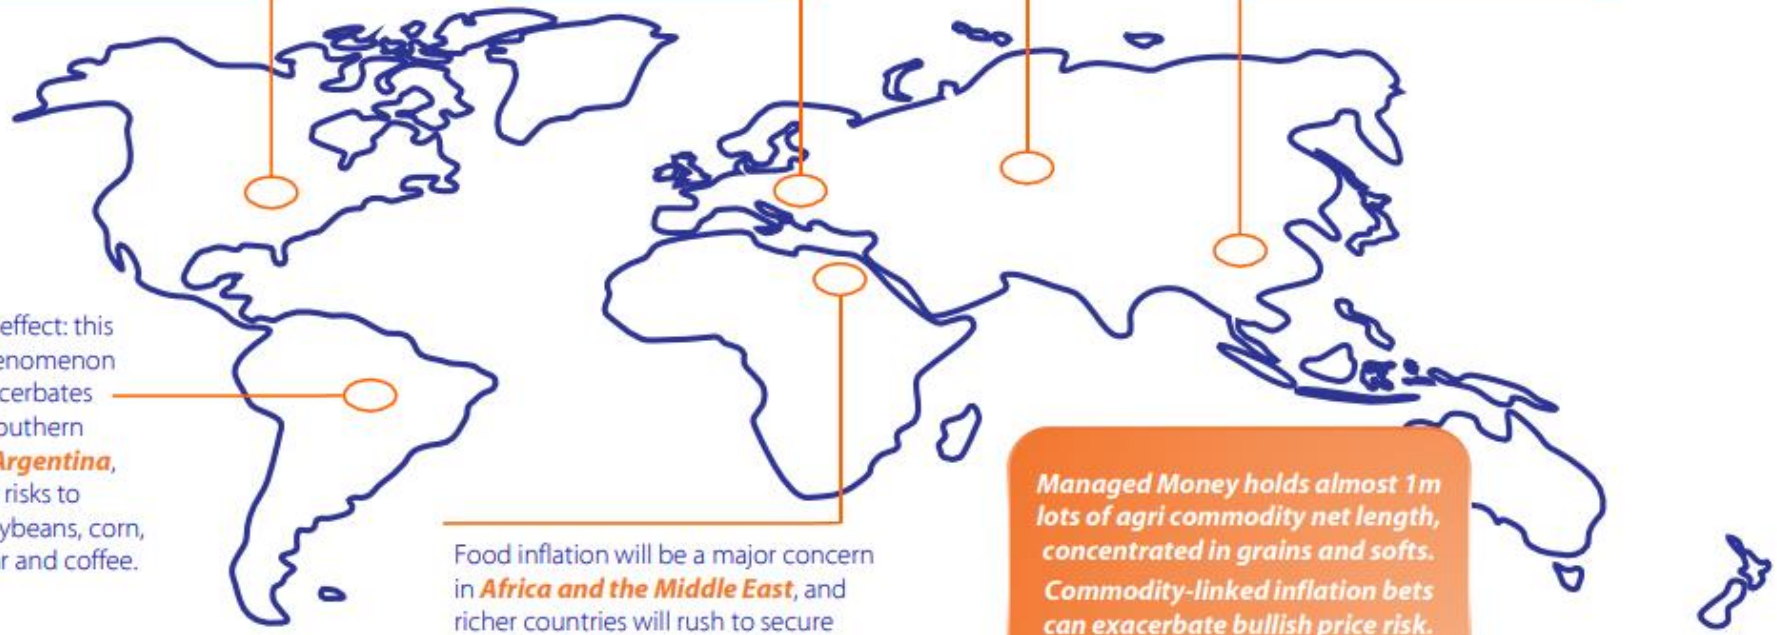 effect: this
enomenon
cerbates
outhern
Argentina,
risks to
ybeans, corn,
r and coffee.
Food inflation will be a major concern
in Africa and the Middle East, and
richer countries will rush to secure
Managed Money holds almost 1m
lots of agri commodity net length,
concentrated in grains and softs.
Commodity-linked inflation bets
can exacerbate bullish price risk.